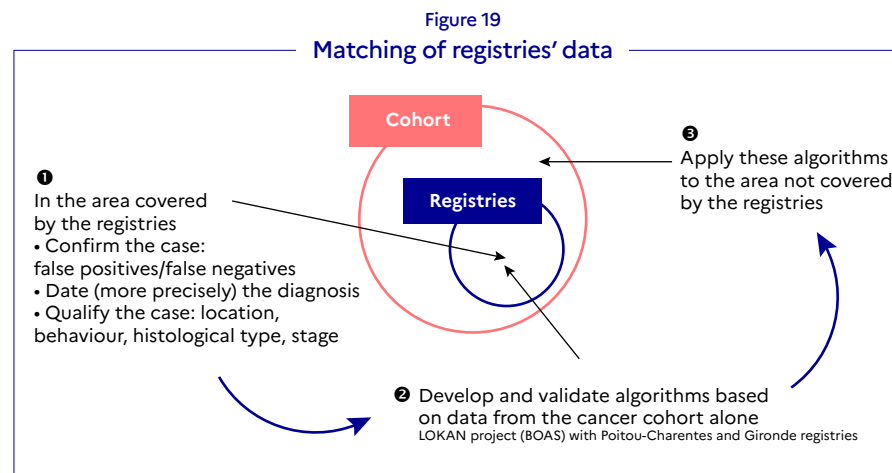 Figure 19
Matching of registries' data
Cohort
Registries
❶
In the area covered
by the registries
• Confirm the case:
false positives/false negatives
• Date (more precisely) the diagnosis
• Qualify the case: location,
behaviour, histological type, stage
❷ Develop and validate algorithms based
on data from the cancer cohort alone
LOKAN project (BOAS) with Poitou-Charentes and Gironde registries
❸
Apply these algorithms
to the area not covered
by the registries